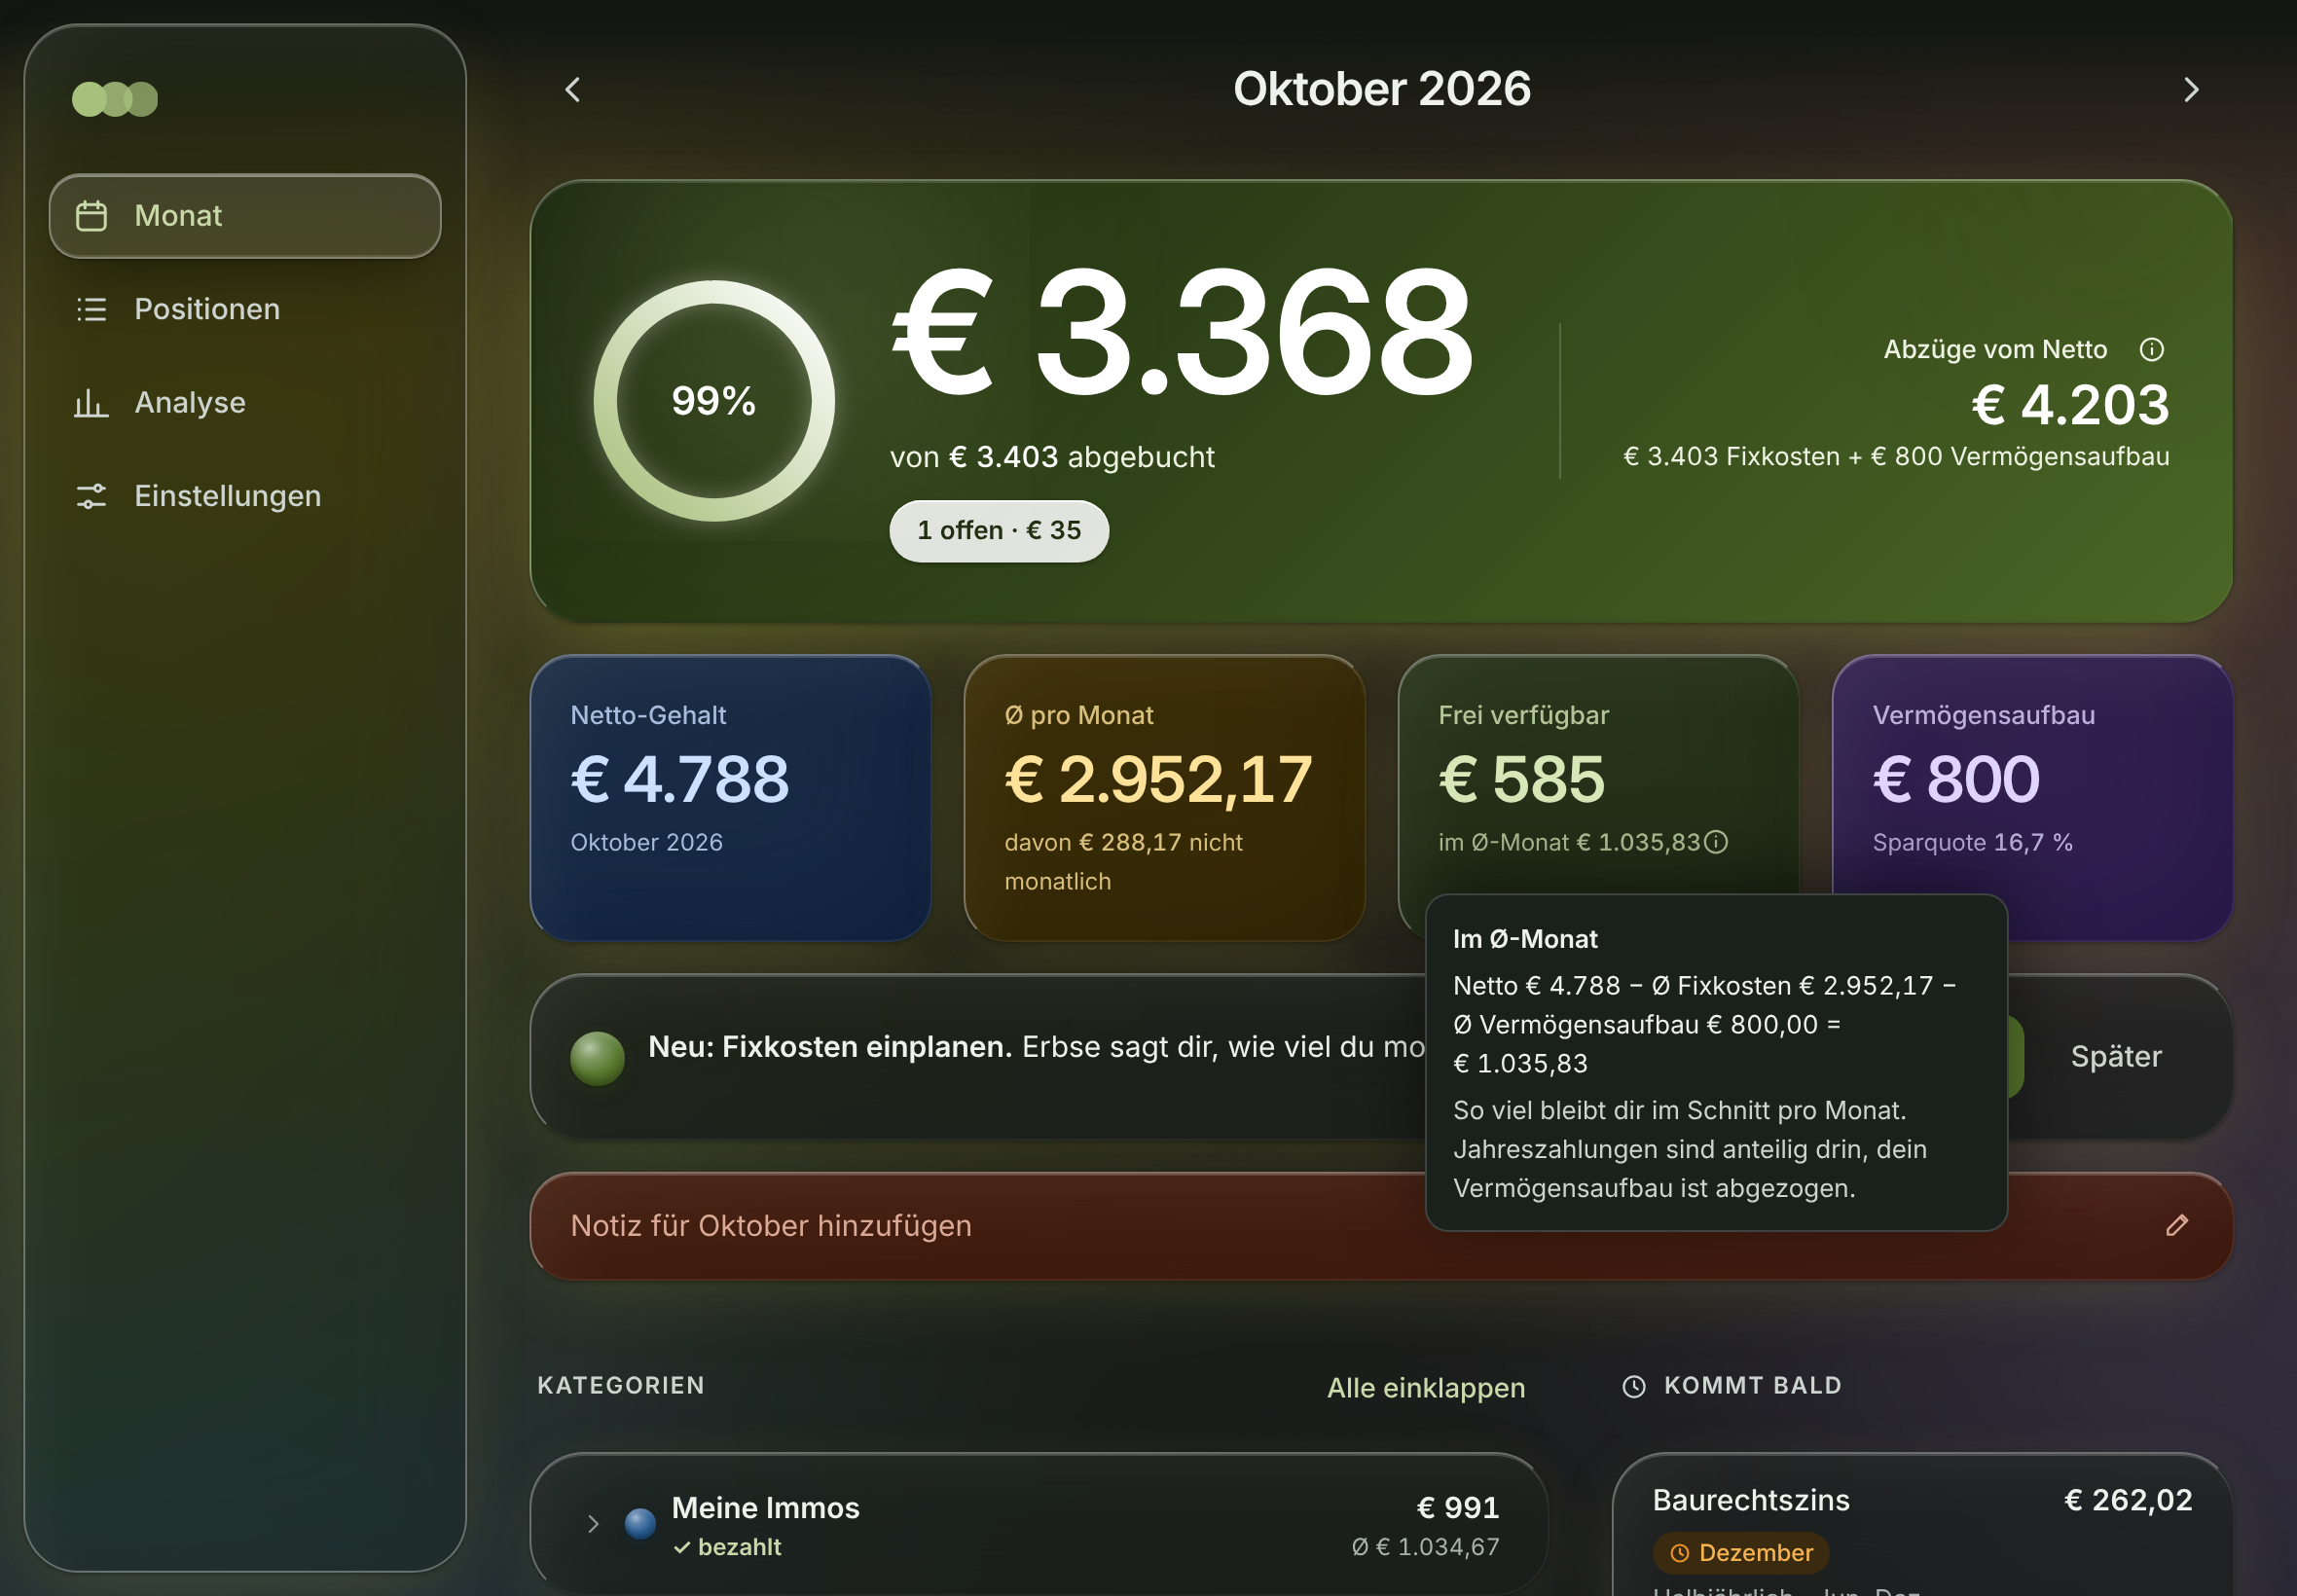 Oktober 2026
Monat
Positionen
Analyse
Einstellungen
99%
€ 3.368
von € 3.403 abgebucht
1 offen · € 35
Abzüge vom Netto
€ 4.203
€ 3.403 Fixkosten + € 800 Vermögensaufbau
Netto-Gehalt
€ 4.788
Oktober 2026
Ø pro Monat
€ 2.952,17
davon € 288,17 nicht
monatlich
Frei verfügbar
€ 585
im Ø-Monat € 1.035,83
Vermögensaufbau
€ 800
Sparquote 16,7 %
Im Ø-Monat
Netto € 4.788 − Ø Fixkosten € 2.952,17 −
Ø Vermögensaufbau € 800,00 =
€ 1.035,83
So viel bleibt dir im Schnitt pro Monat.
Jahreszahlungen sind anteilig drin, dein
Vermögensaufbau ist abgezogen.
Neu: Fixkosten einplanen. Erbse sagt dir, wie viel du
Später
Notiz für Oktober hinzufügen
KATEGORIEN
Alle einklappen
KOMMT BALD
Meine Immos
€ 991
✓ bezahlt
Ø € 1.034,67
Baurechtszins
€ 262,02
Dezember